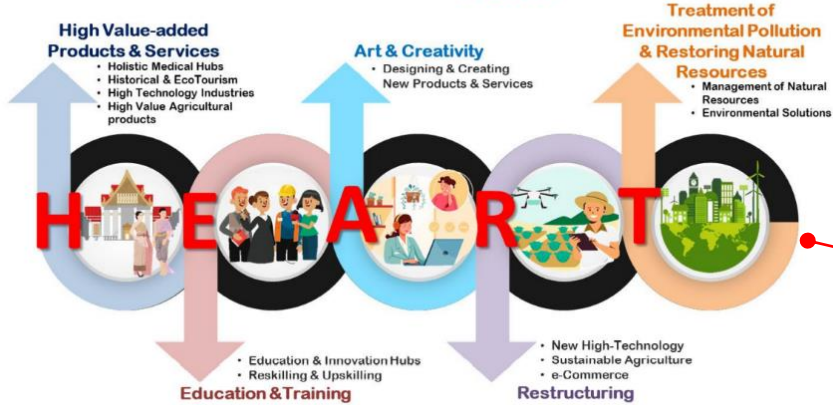 High Value-added
Products & Services
• Holistic Medical Hubs
• Historical & EcoTourism
• High Technology Industries
• High Value Agricultural
products
Art & Creativity
• Designing & Creating
New Products & Services
Treatment of
Environmental Pollution
& Restoring Natural
Resources
• Management of Natural
Resources
• Environmental Solutions
H E A R T
• Education & Innovation Hubs
• Reskilling & Upskilling
Education &Training
• New High-Technology
• Sustainable Agriculture
• e-Commerce
Restructuring